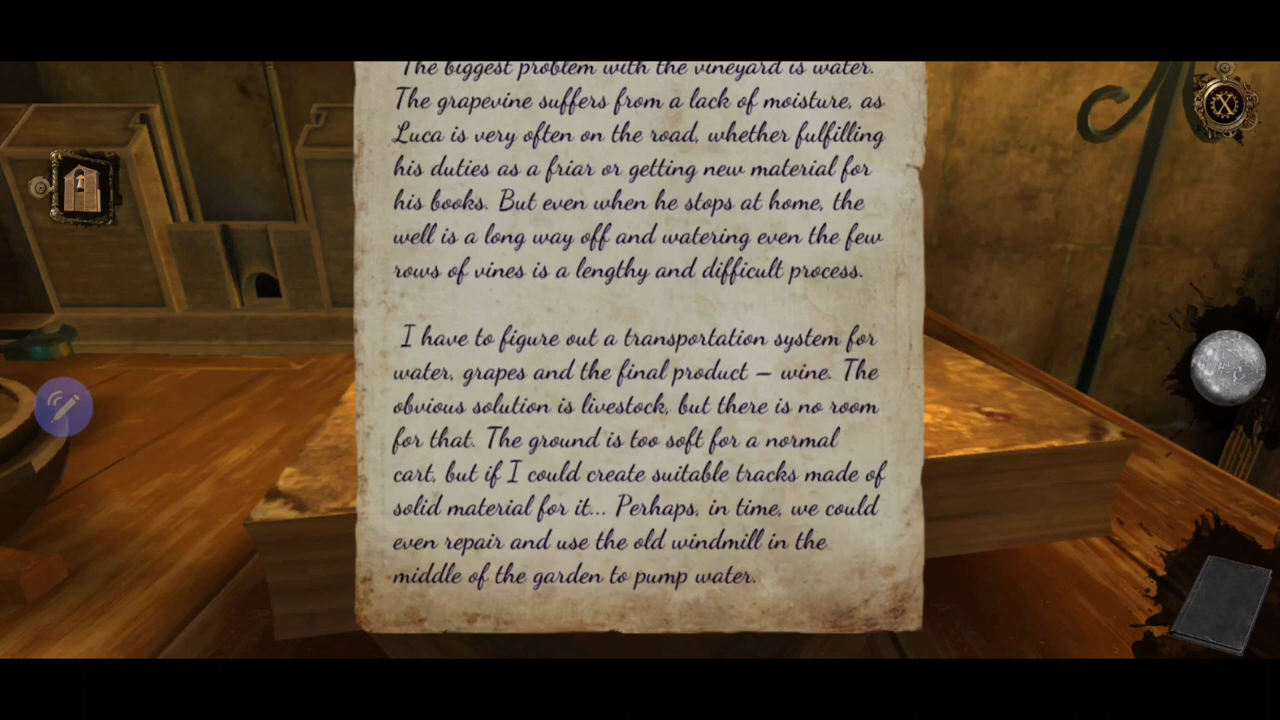 The biggest problem with the vineyard is water.
The grapevine suffers from a lack of moisture, as
Luca is very often on the road, whether fulfilling
his duties as a friar or getting new material for
his books. But even when he stops at home, the
well is a long way off and watering even the few
rows of vines is a lengthy and difficult process.
I have to figure out a transportation system for
water, grapes and the final product – wine. The
obvious solution is livestock, but there is no room
for that. The ground is too soft for a normal
cart, but if I could create suitable tracks made of
solid material for it... Perhaps, in time, we could
even repair and use the old windmill in the
middle of the garden to pump water.